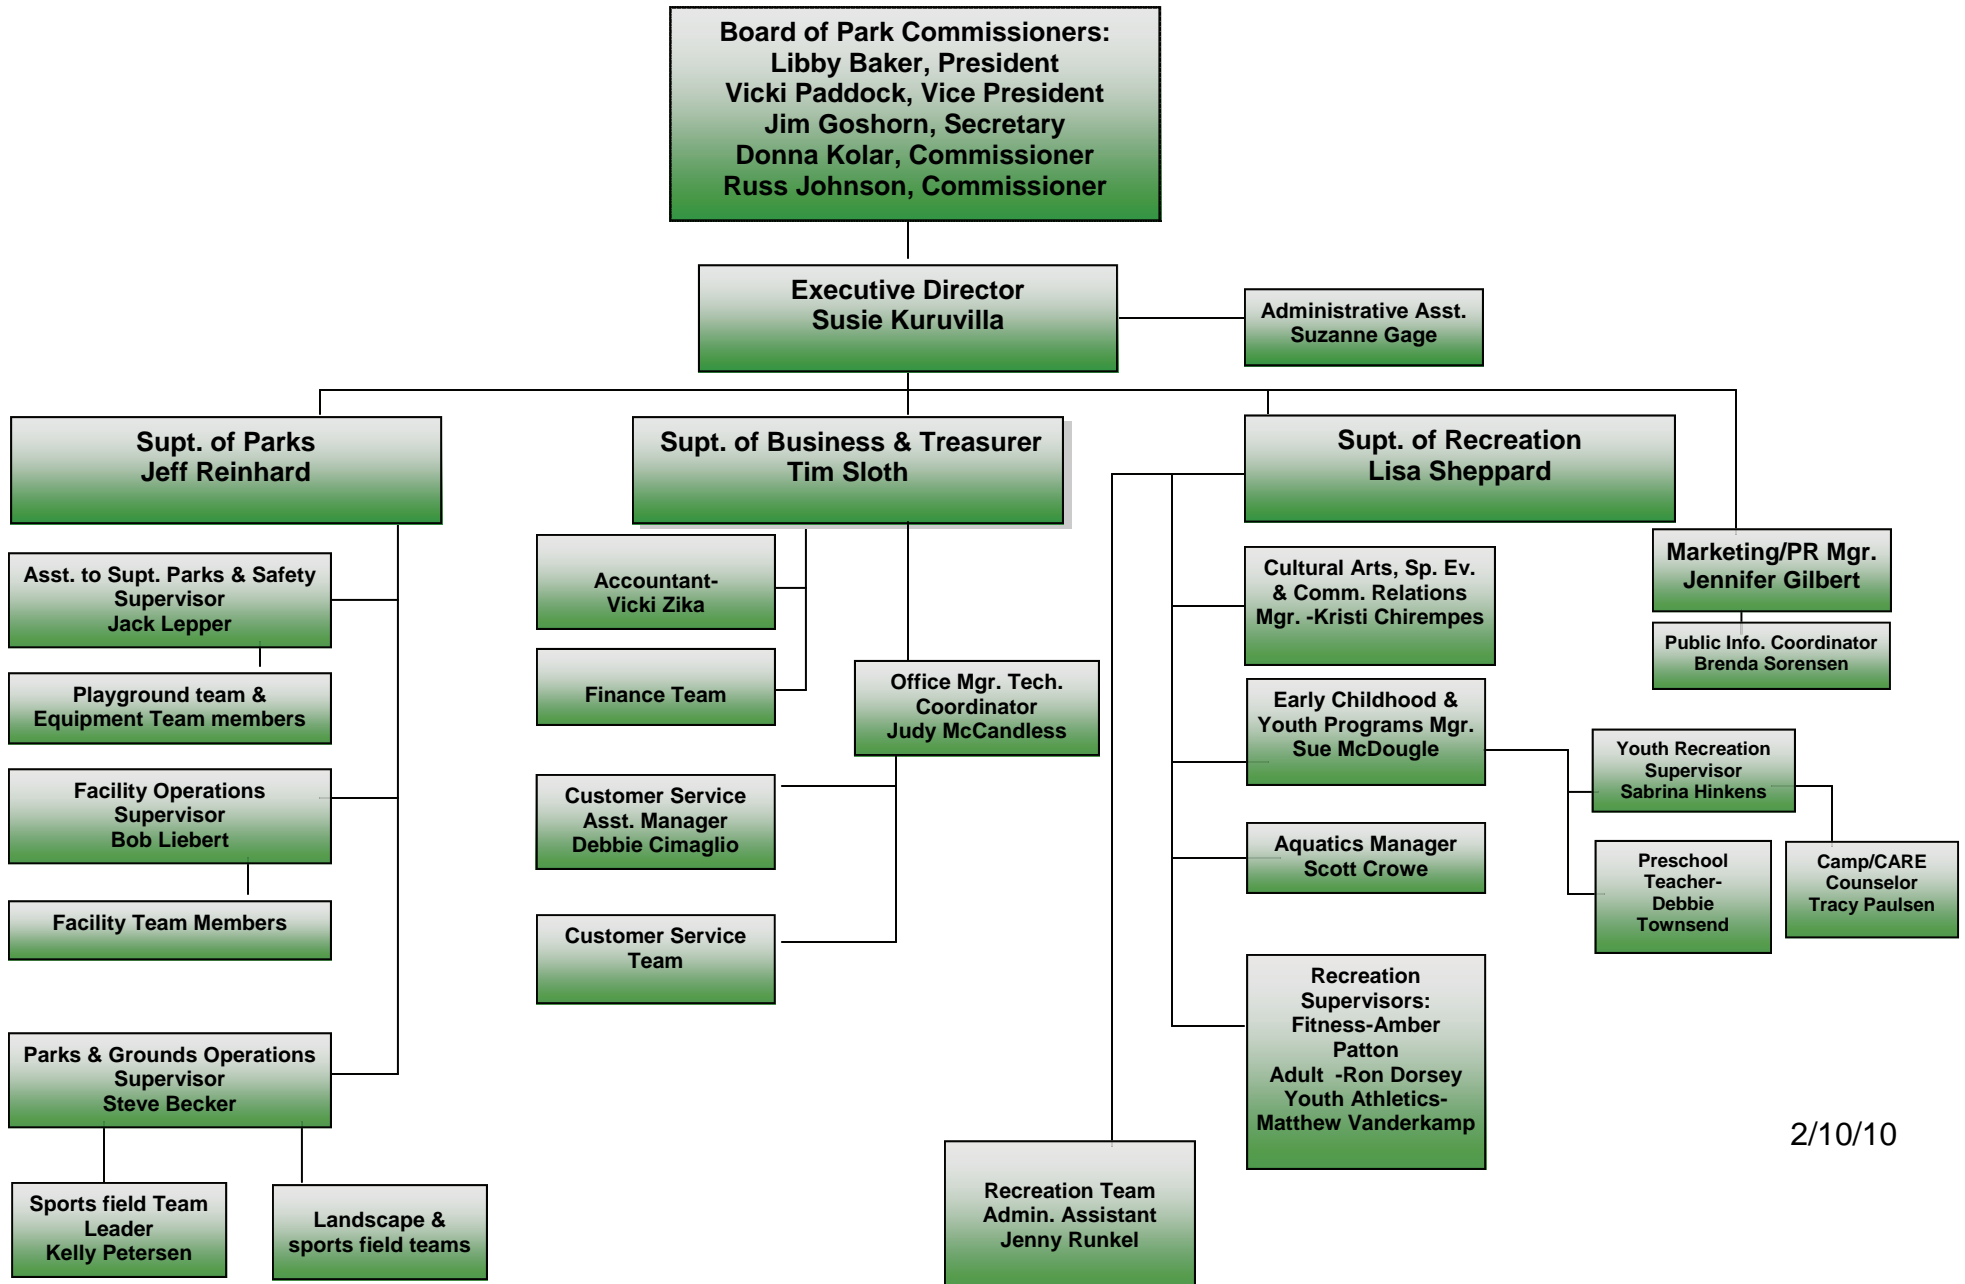 Board of Park Commissioners:
Libby Baker, President
Vicki Paddock, Vice President
Jim Goshorn, Secretary
Donna Kolar, Commissioner
Russ Johnson, Commissioner
Executive Director
Susie Kuruvilla
Administrative Asst.
Suzanne Gage
Supt. of Parks
Jeff Reinhard
Supt. of Business & Treasurer
Tim Sloth
Supt. of Recreation
Lisa Sheppard
Marketing/PR Mgr.
Jennifer Gilbert
Public Info. Coordinator
Brenda Sorensen
Asst. to Supt. Parks & Safety
Supervisor
Jack Lepper
Playground team &
Equipment Team members
Facility Operations
Supervisor
Bob Liebert
Facility Team Members
Parks & Grounds Operations
Supervisor
Steve Becker
Sports field Team
Leader
Kelly Petersen
Landscape &
sports field teams
Accountant-
Vicki Zika
Finance Team
Office Mgr. Tech.
Coordinator
Judy McCandless
Customer Service
Asst. Manager
Debbie Cimaglio
Customer Service
Team
Cultural Arts, Sp. Ev.
& Comm. Relations
Mgr. -Kristi Chirempes
Early Childhood &
Youth Programs Mgr.
Sue McDougle
Youth Recreation
Supervisor
Sabrina Hinkens
Preschool
Teacher-
Debbie
Townsend
Camp/CARE
Counselor
Tracy Paulsen
Aquatics Manager
Scott Crowe
Recreation
Supervisors:
Fitness-Amber
Patton
Adult  -Ron Dorsey
Youth Athletics-
Matthew Vanderkamp
Recreation Team
Admin. Assistant
Jenny Runkel
2/10/10